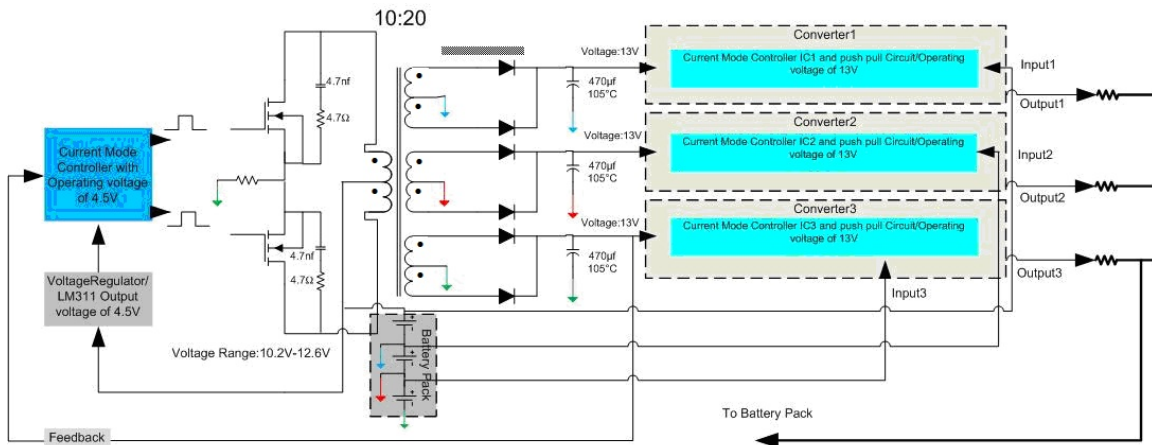 10:20
Converter1
Voltage:13V
Current Mode Controller IC1 and push pull Circuit/Operating
voltage of 13V
Input1
Output1
4.7nf
4.7Ω
470µf
105°C
Converter2
Voltage:13V
Current Mode Controller IC2 and push pull Circuit/Operating
voltage of 13V
Input2
Output2
Current Mode
Controller with
Operating voltage
of 4.5V
470µf
105°C
Converter3
Voltage:13V
Current Mode Controller IC3 and push pull Circuit/Operating
voltage of 13V
Output3
Input3
4.7nf
4.7Ω
470µf
105°C
VoltageRegulator/
LM311 Output
voltage of 4.5V
Voltage Range:10.2V-12.6V
Battery Pack
To Battery Pack
Feedback